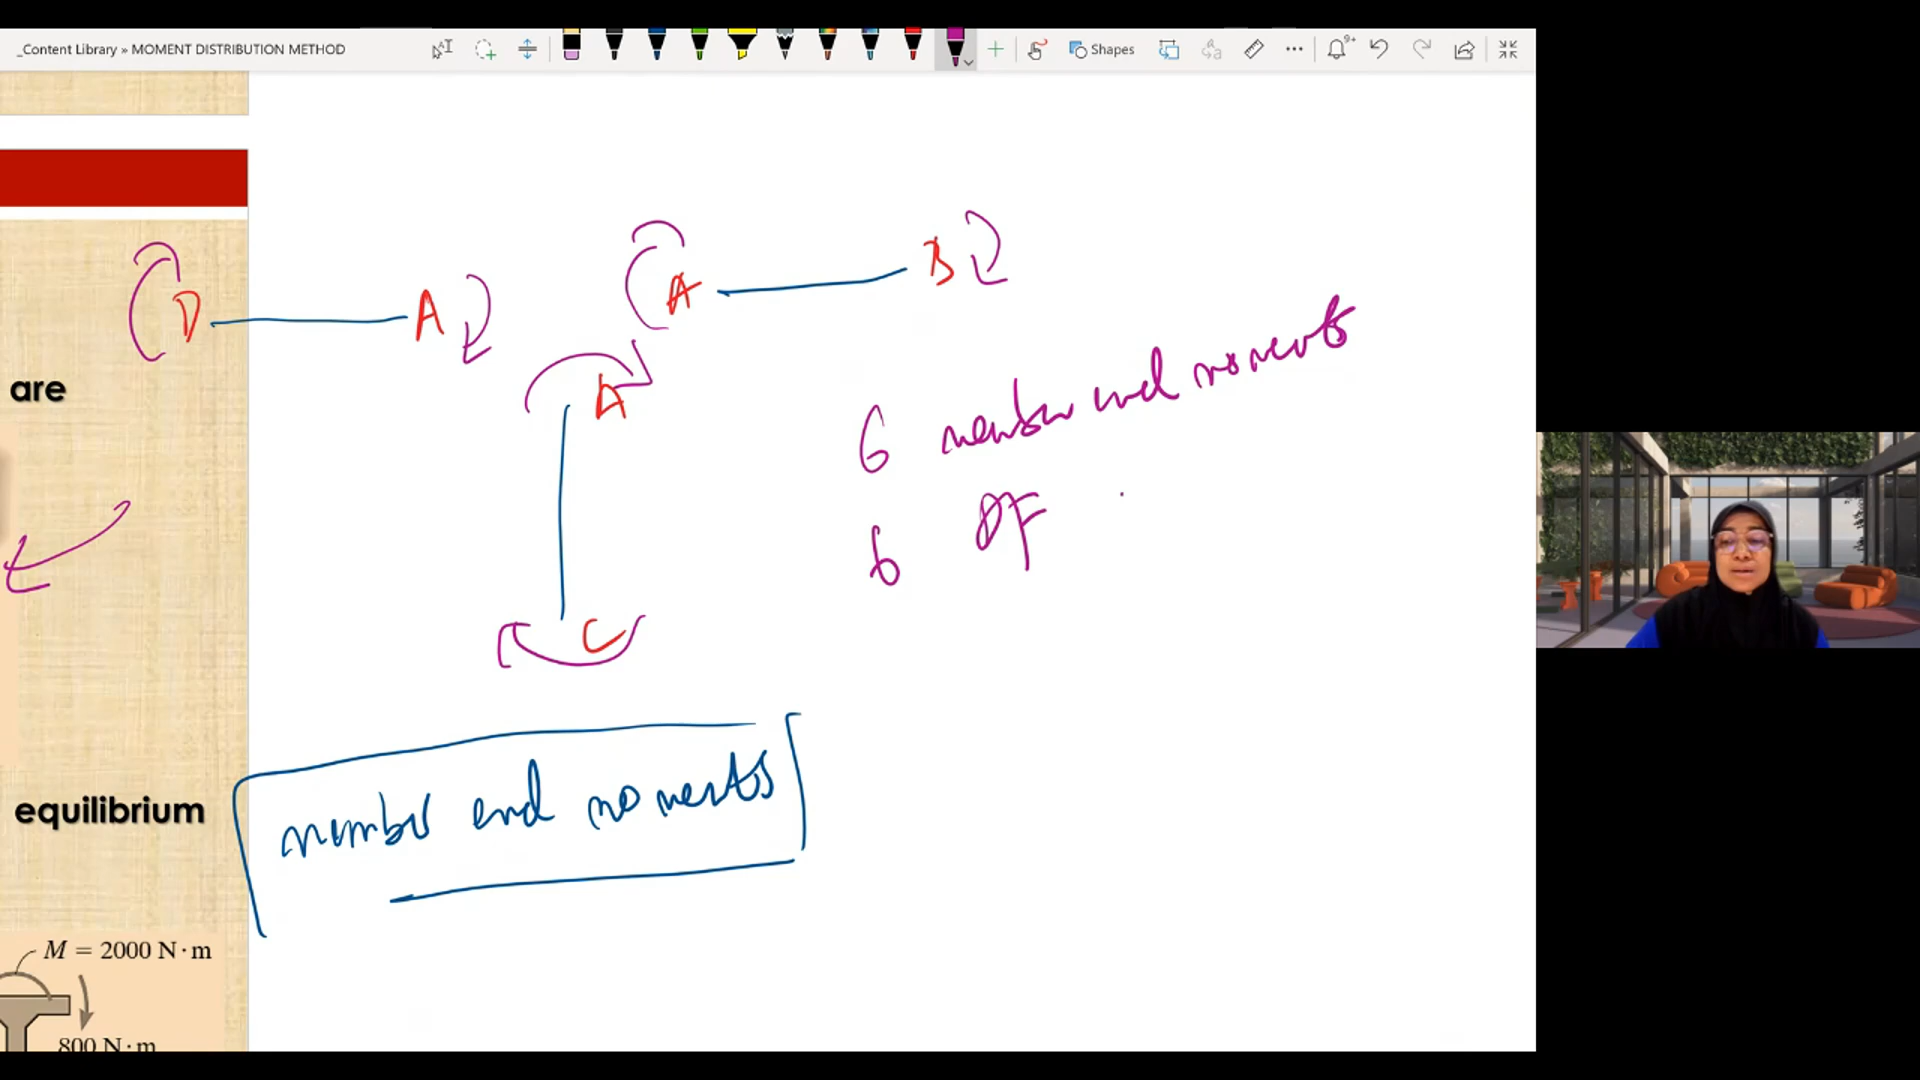 _Content Library » MOMENT DISTRIBUTION METHOD
Shapes
9+
D
A
A
B
are
A
6 member end moments
6 DF
C
equilibrium
member end moments
M = 2000 N·m
800 N·m